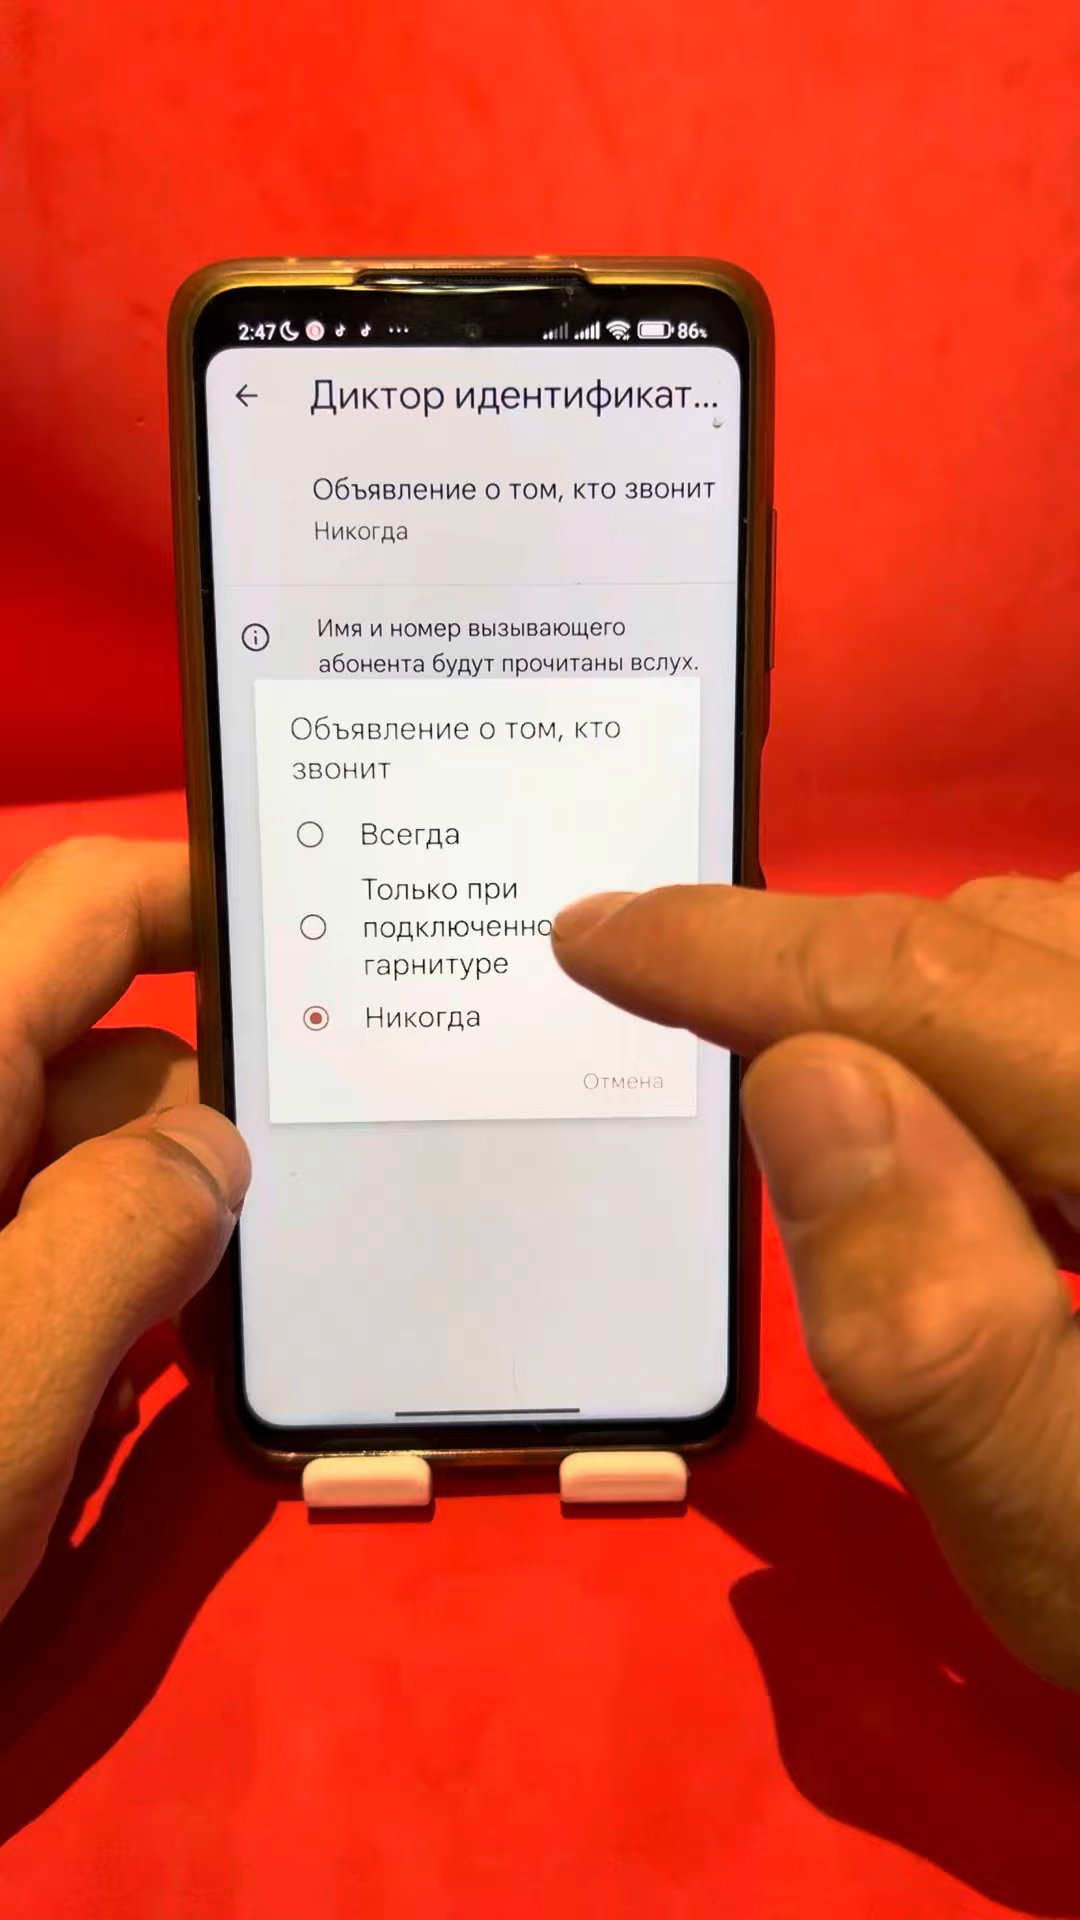 2:47
86%
Диктор идентификат...
Объявление о том, кто звонит
Никогда
Имя и номер вызывающего
абонента будут прочитаны вслух.
Объявление о том, кто
звонит
Всегда
Только при
подключенно
гарнитуре
Никогда
Отмена